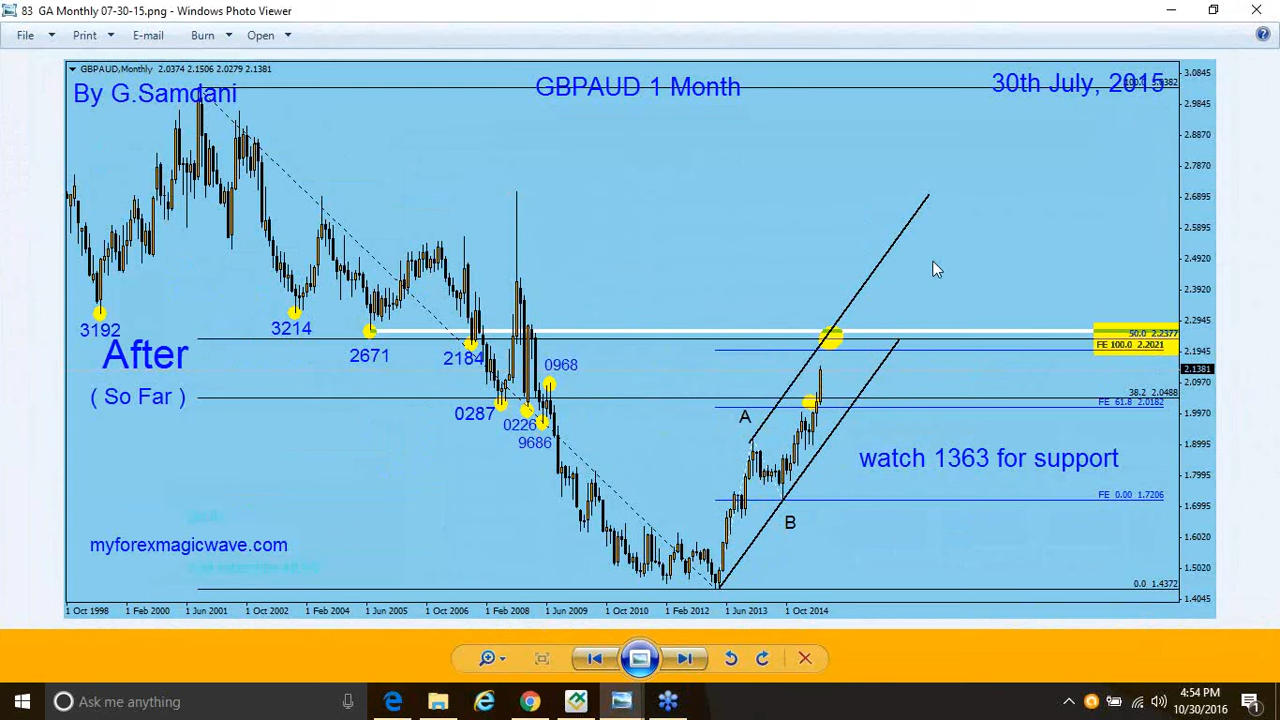 83 GA Monthly 07-30-15.png - Windows Photo Viewer
File Print E-mail Burn Open
GBPAUD,Monthly 2.0374 2.1506 2.0279 2.1381
By G.Samdani
GBPAUD 1 Month
30th July, 2015
3.0845
2.9845
2.8870
2.7870
2.6895
2.5895
2.4920
2.3920
2.2945
2.1945
2.1381
2.0970
1.9970
1.8995
1.7995
1.6995
1.6020
1.5020
1.4045
3192
3214
2671
2184
0968
0287
0226
9686
After
( So Far )
50.0 2.2377
FE 100.0 2.2021
38.2 2.0488
FE 61.8 2.0182
A
watch 1363 for support
FE 0.00 1.7206
B
myforexmagicwave.com
0.0 1.4372
1 Oct 1998 1 Feb 2000 1 Jun 2001 1 Oct 2002 1 Feb 2004 1 Jun 2005 1 Oct 2006 1 Feb 2008 1 Jun 2009 1 Oct 2010 1 Feb 2012 1 Jun 2013 1 Oct 2014
Ask me anything
4:54 PM
10/30/2016
1